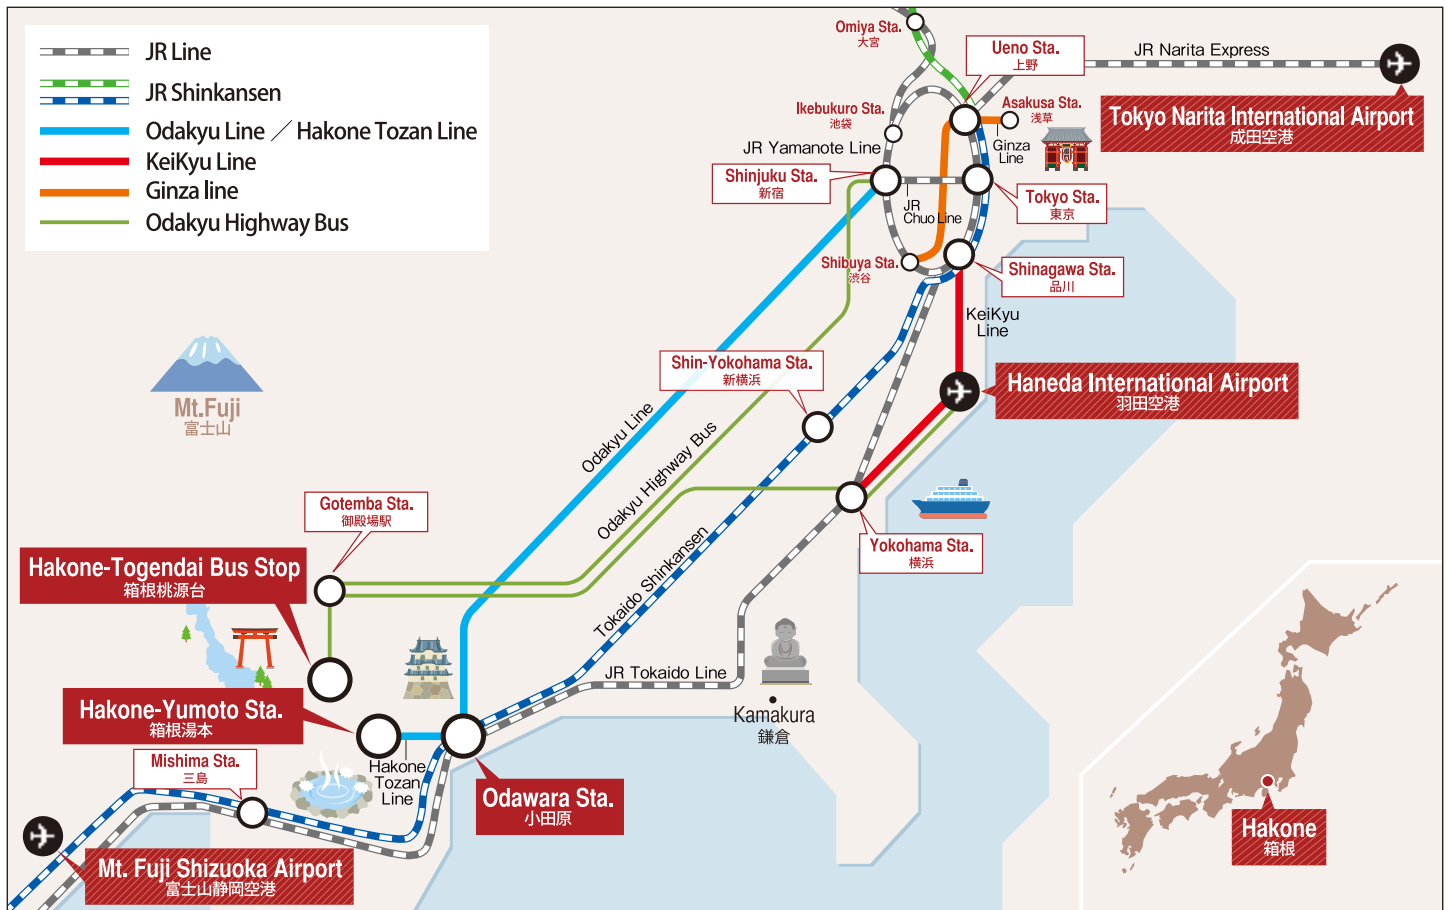 JR Line
JR Shinkansen
Odakyu Line ／ Hakone Tozan Line
KeiKyu Line
Ginza line
Odakyu Highway Bus
Omiya Sta.
大宮
Ueno Sta.
上野
JR Narita Express
Tokyo Narita International Airport
成田空港
Ikebukuro Sta.
池袋
Asakusa Sta.
浅草
JR Yamanote Line
Ginza
Line
Shinjuku Sta.
新宿
JR
Chuo Line
Tokyo Sta.
東京
Shibuya Sta.
渋谷
Shinagawa Sta.
品川
KeiKyu
Line
Mt.Fuji
富士山
Shin-Yokohama Sta.
新横浜
Haneda International Airport
羽田空港
Odakyu Line
Odakyu Highway Bus
Gotemba Sta.
御殿場駅
Yokohama Sta.
横浜
Hakone-Togendai Bus Stop
箱根桃源台
Tokaido Shinkansen
JR Tokaido Line
Kamakura
鎌倉
Hakone-Yumoto Sta.
箱根湯本
Mishima Sta.
三島
Hakone
Tozan
Line
Odawara Sta.
小田原
Mt. Fuji Shizuoka Airport
富士山静岡空港
Hakone
箱根